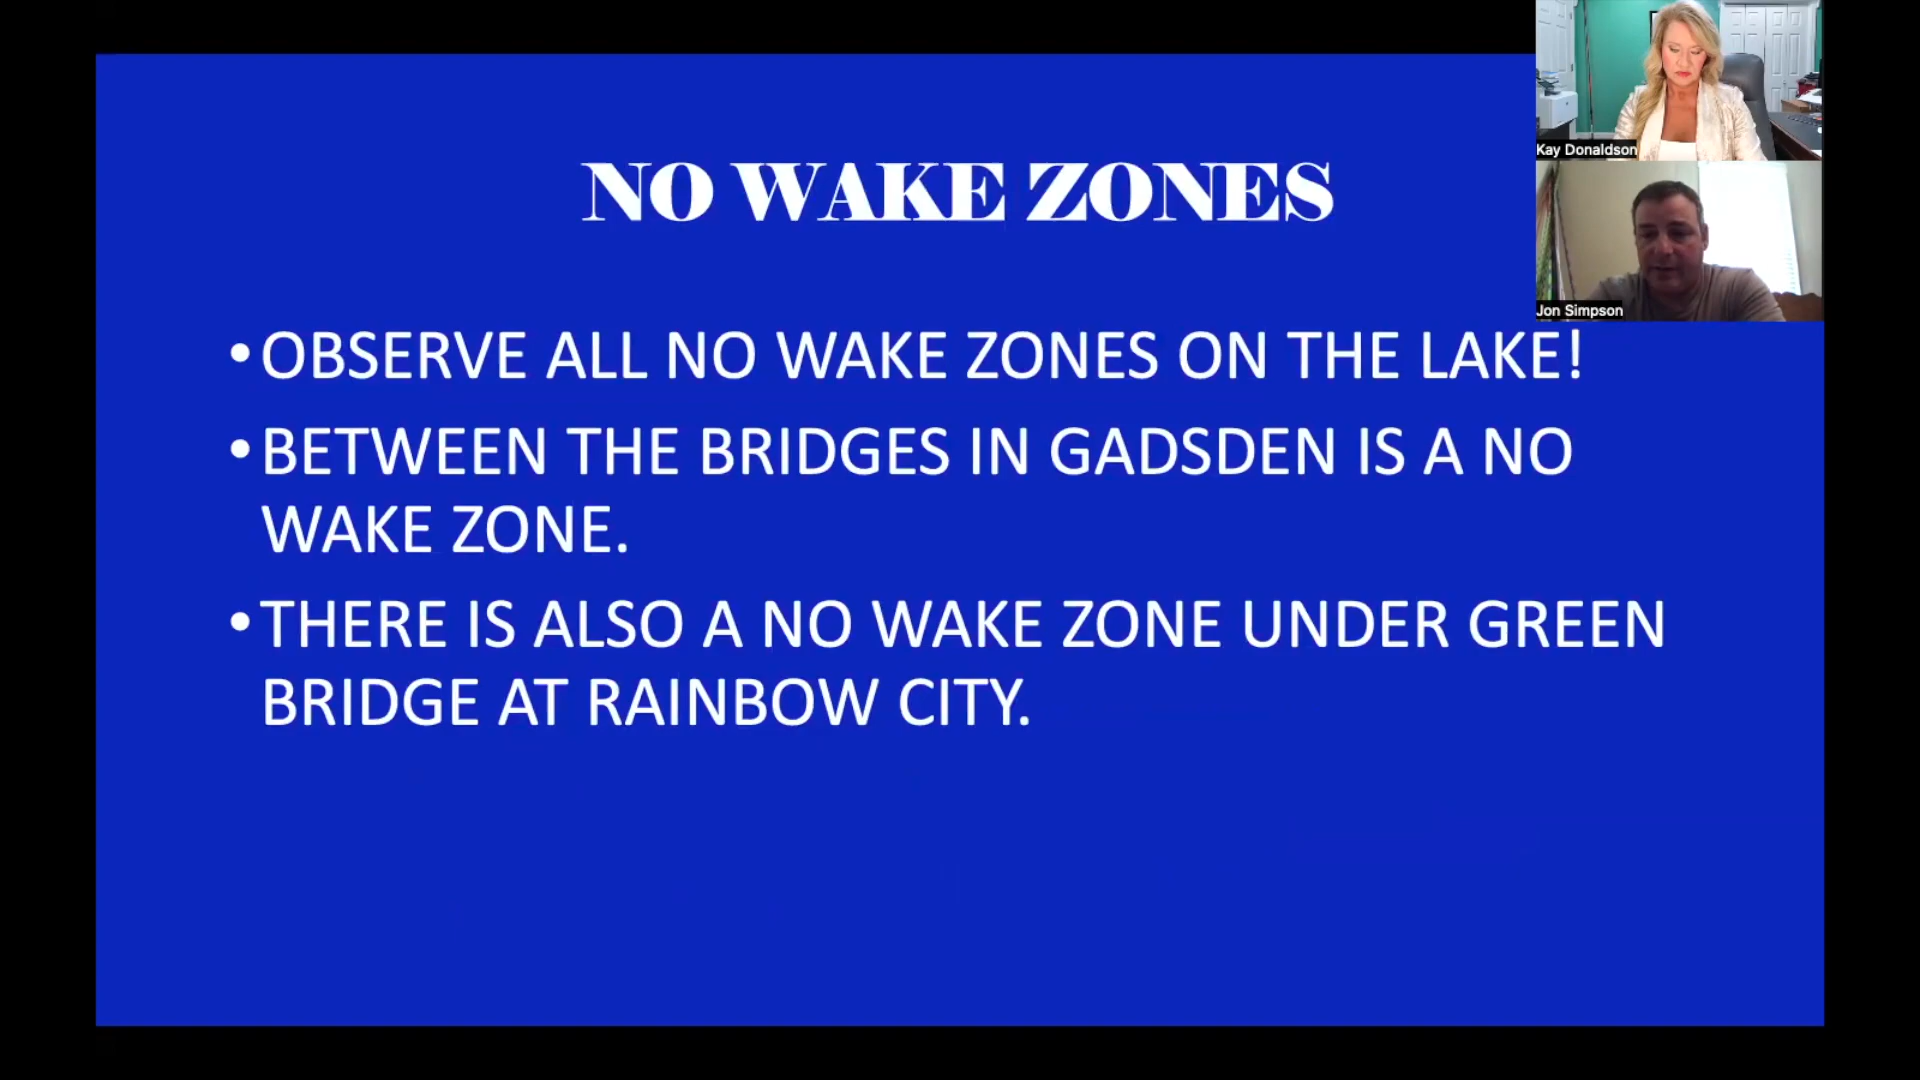 NO WAKE ZONES
Kay Donaldson
Jon Simpson
•OBSERVE ALL NO WAKE ZONES ON THE LAKE!
•BETWEEN THE BRIDGES IN GADSDEN IS A NO
WAKE ZONE.
•THERE IS ALSO A NO WAKE ZONE UNDER GREEN
BRIDGE AT RAINBOW CITY.